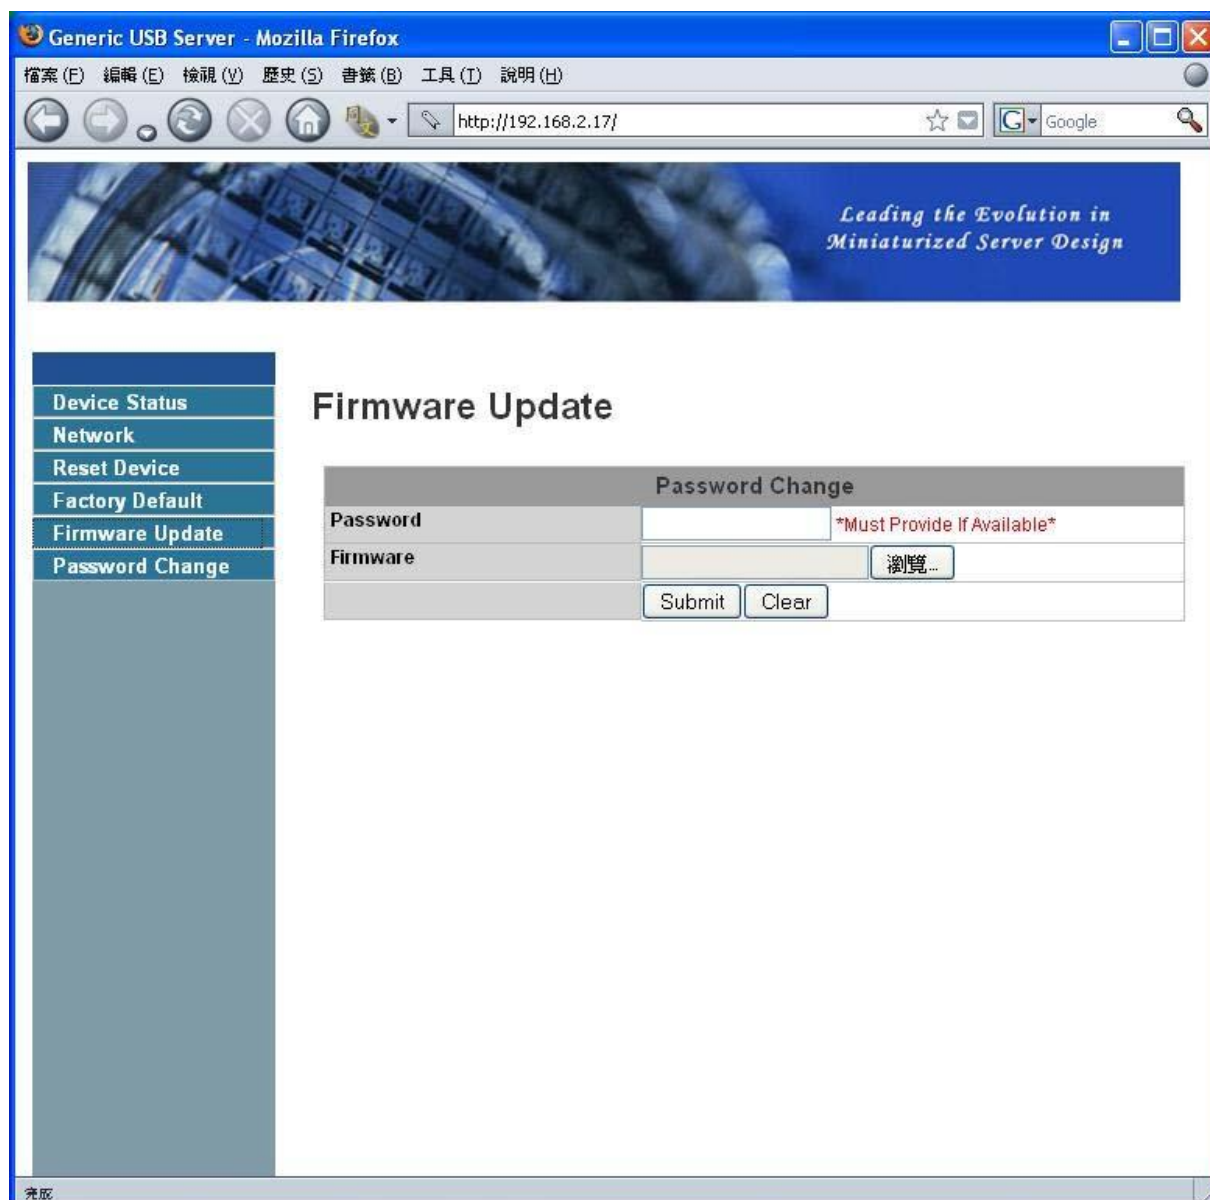 Generic USB Server - Mozilla Firefox
檔案(F) 編輯(E) 檢視(V) 歷史(S) 書籤(B) 工具(T) 說明(H)
http://192.168.2.17/ Google
Leading the Evolution in
Miniaturized Server Design
Device Status
Network
Reset Device
Factory Default
Firmware Update
Password Change
Firmware Update
Password Change
Password *Must Provide If Available*
Firmware 瀏覽...
Submit Clear
完成